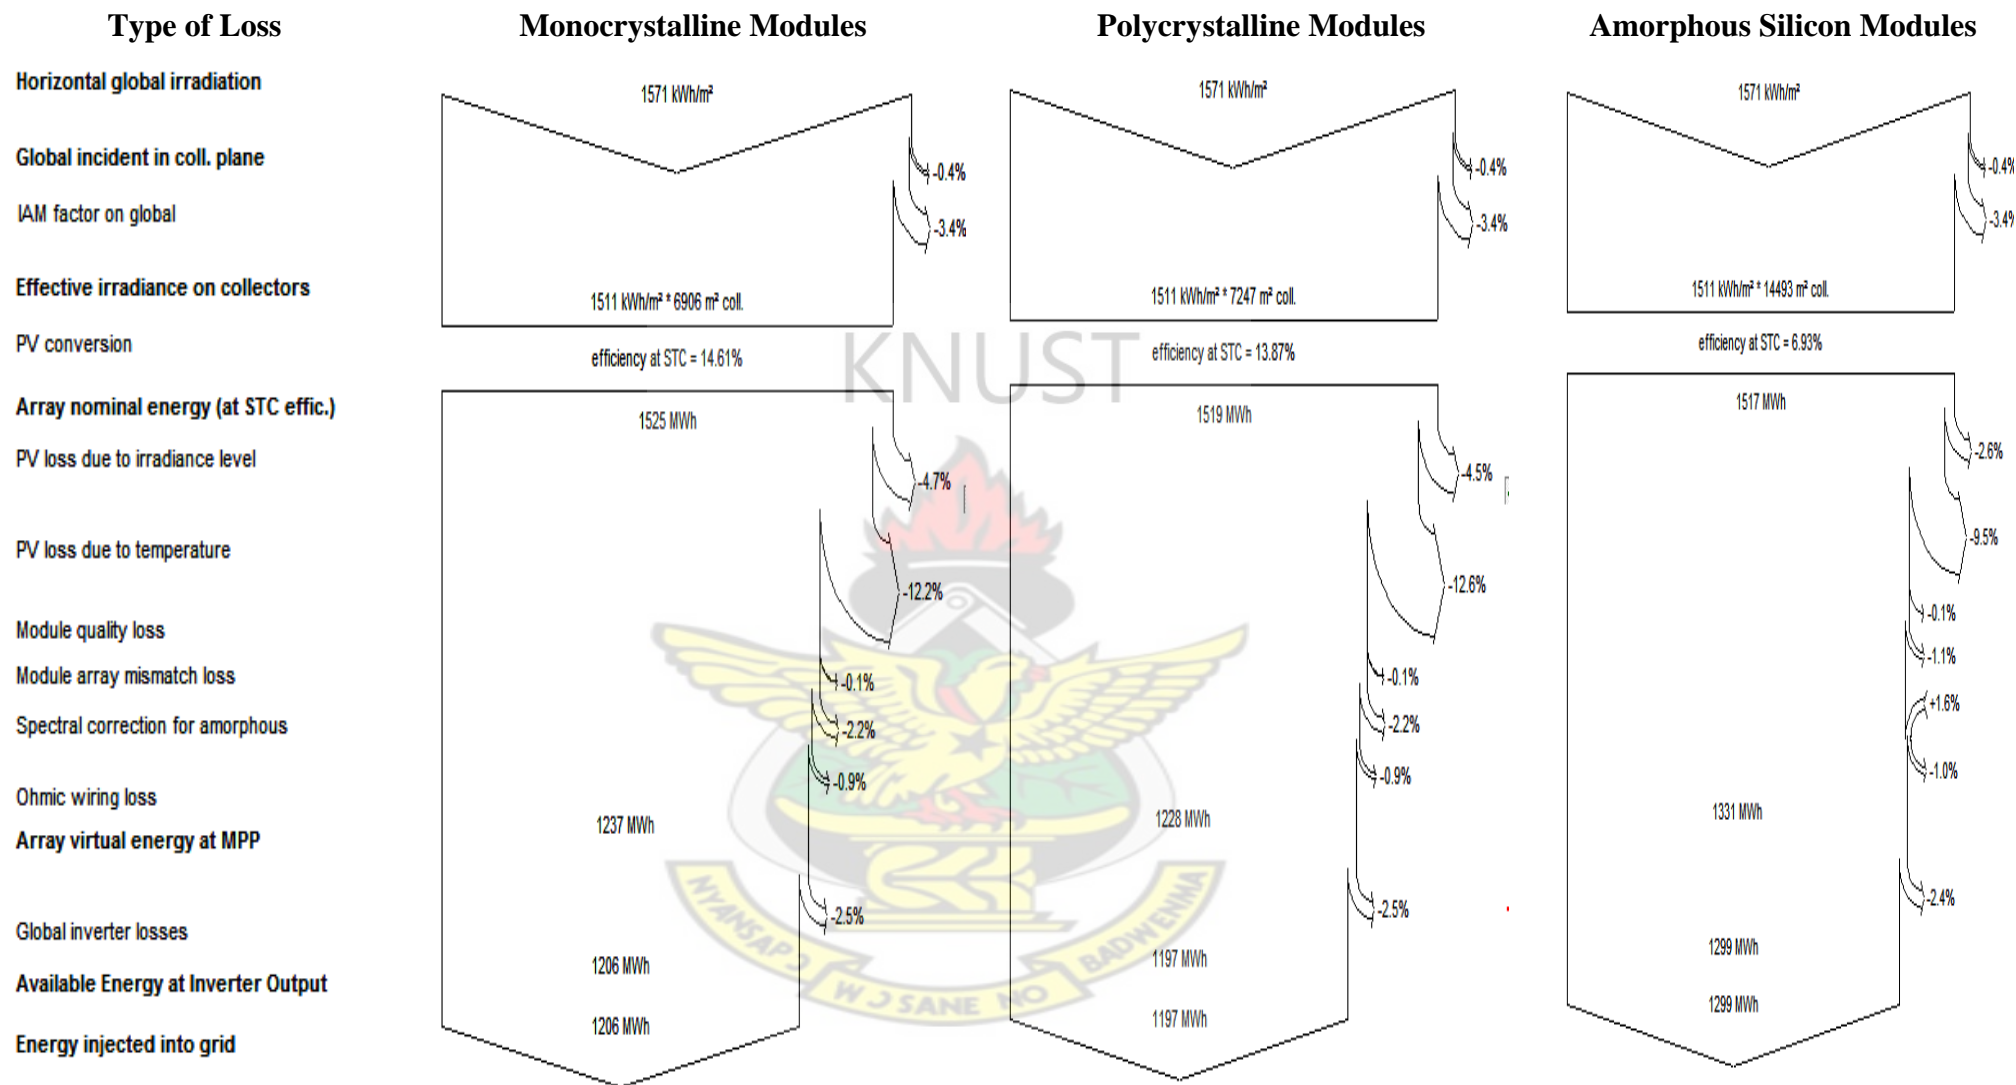 Type of Loss Monocrystalline Modules Polycrystalline Modules Amorphous Silicon Modules
Horizontal global irradiation
1571 kWh/m² 1571 kWh/m² 1571 kWh/m²
Global incident in coll. plane
-0.4% -0.4% -0.4%
IAM factor on global
-3.4% -3.4% -3.4%
Effective irradiance on collectors
1511 kWh/m² * 6906 m² coll. 1511 kWh/m² * 7247 m² coll. 1511 kWh/m² * 14493 m² coll.
PV conversion
efficiency at STC = 14.61% efficiency at STC = 13.87% efficiency at STC = 6.93%
KNUST
Array nominal energy (at STC effic.)
1525 MWh 1519 MWh 1517 MWh
PV loss due to irradiance level
-4.7% -4.5% -2.6%
PV loss due to temperature
-12.2% -12.6% -9.5%
Module quality loss
-0.1% -0.1% -0.1%
Module array mismatch loss
-2.2% -2.2% -1.1%
Spectral correction for amorphous
+1.6%
Ohmic wiring loss
-0.9% -0.9% -1.0%
Array virtual energy at MPP
1237 MWh 1228 MWh 1331 MWh
Global inverter losses
-2.5% -2.5% -2.4%
Available Energy at Inverter Output
1206 MWh 1197 MWh 1299 MWh
Energy injected into grid
1206 MWh 1197 MWh 1299 MWh
NYANSAPƆ WƆ SANE NO BADWENMA